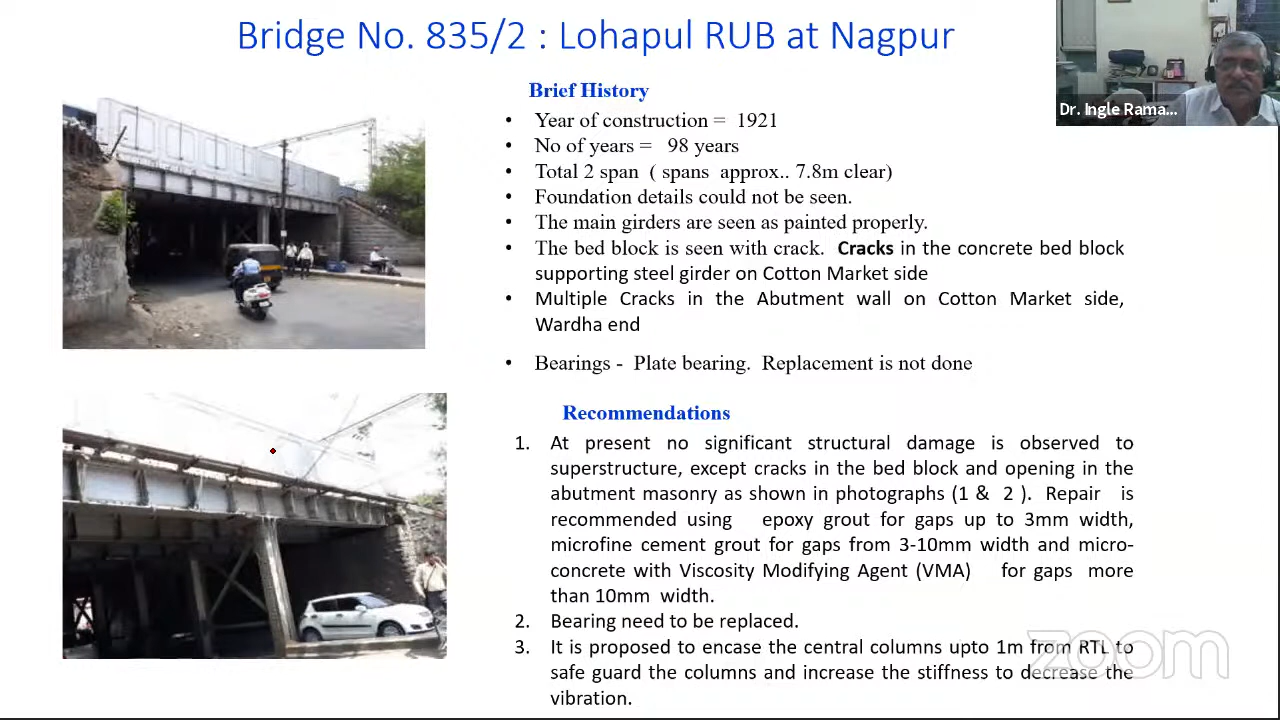 Bridge No. 835/2 : Lohapul RUB at Nagpur
Dr. Ingle Rama...
Brief History
• Year of construction = 1921
• No of years = 98 years
• Total 2 span ( spans approx.. 7.8m clear)
• Foundation details could not be seen.
• The main girders are seen as painted properly.
• The bed block is seen with crack. Cracks in the concrete bed block
supporting steel girder on Cotton Market side
• Multiple Cracks in the Abutment wall on Cotton Market side,
Wardha end
• Bearings - Plate bearing. Replacement is not done
Recommendations
1. At present no significant structural damage is observed to
superstructure, except cracks in the bed block and opening in the
abutment masonry as shown in photographs (1 & 2 ). Repair is
recommended using epoxy grout for gaps up to 3mm width,
microfine cement grout for gaps from 3-10mm width and micro-
concrete with Viscosity Modifying Agent (VMA) for gaps more
than 10mm width.
2. Bearing need to be replaced.
3. It is proposed to encase the central columns upto 1m from RTL to
safe guard the columns and increase the stiffness to decrease the
vibration.
zoom